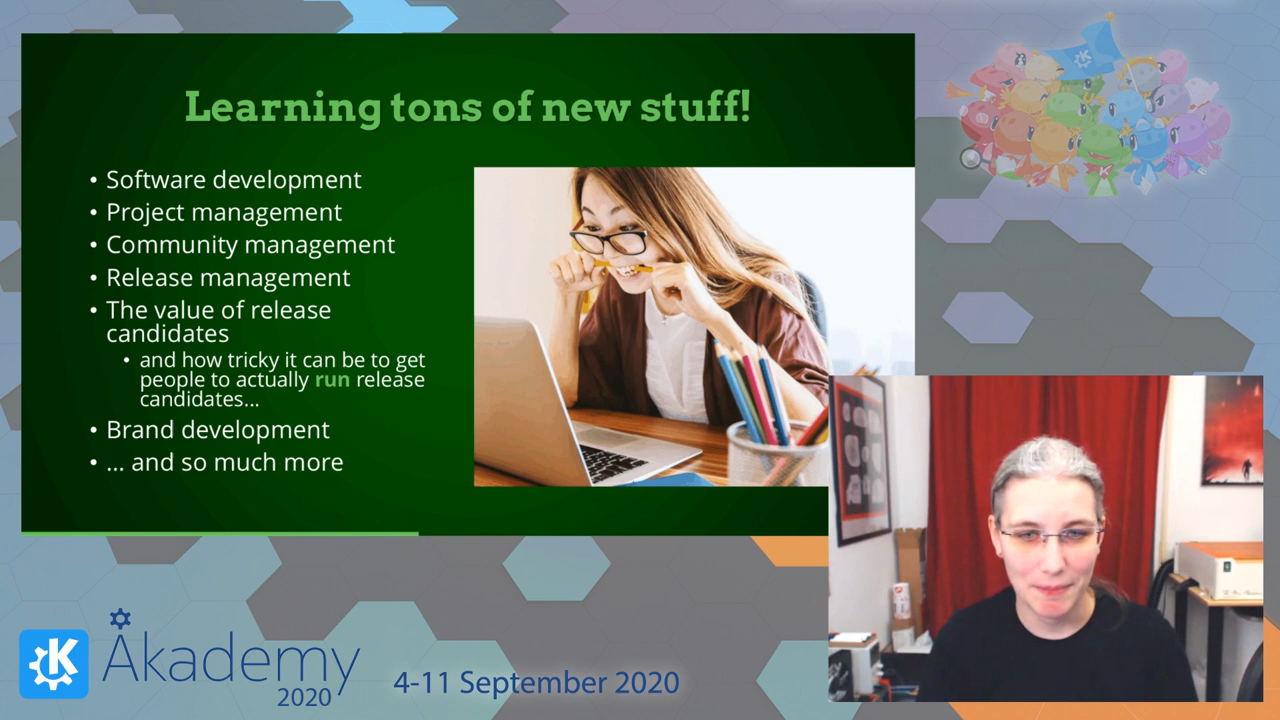 Learning tons of new stuff!
• Software development
• Project management
• Community management
• Release management
• The value of release
candidates
• and how tricky it can be to get
people to actually run release
candidates...
• Brand development
• ... and so much more
K
Akademy
2020
4-11 September 2020